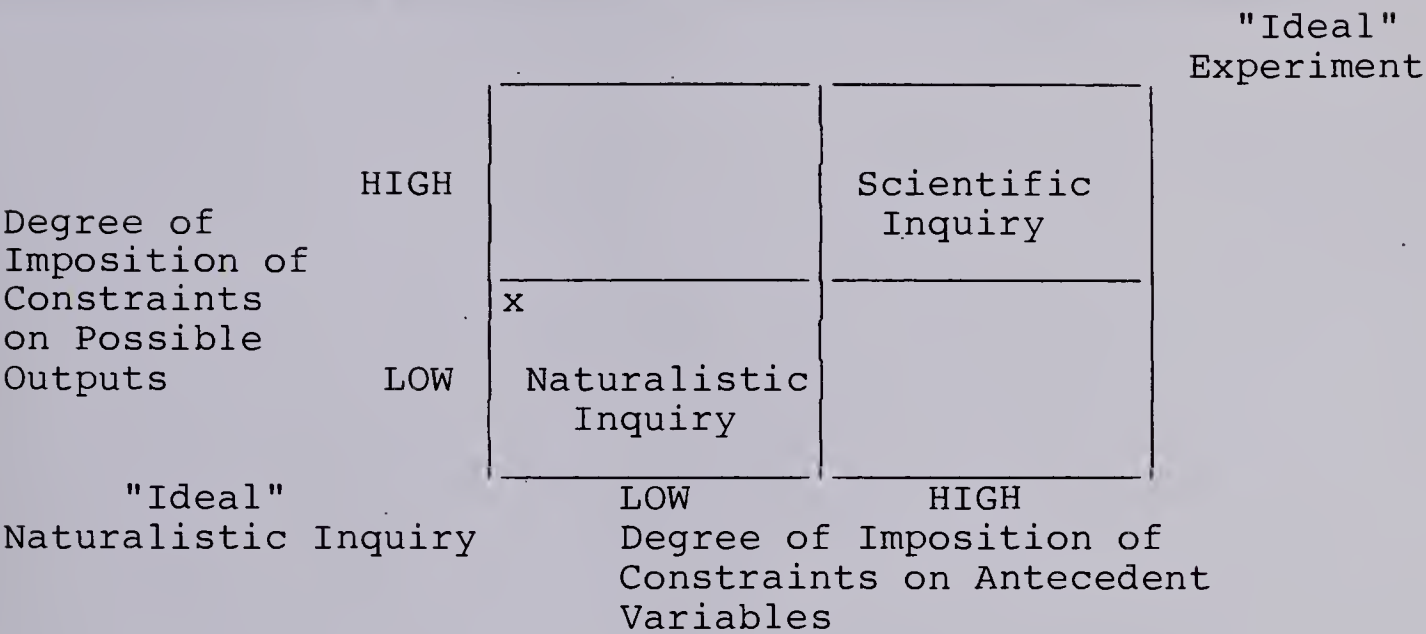 "Ideal"
Experiment
HIGH
Scientific
Inquiry
Degree of
Imposition of
Constraints
on Possible
Outputs
x
LOW
Naturalistic
Inquiry
"Ideal"
Naturalistic Inquiry
LOW
HIGH
Degree of Imposition of
Constraints on Antecedent
Variables